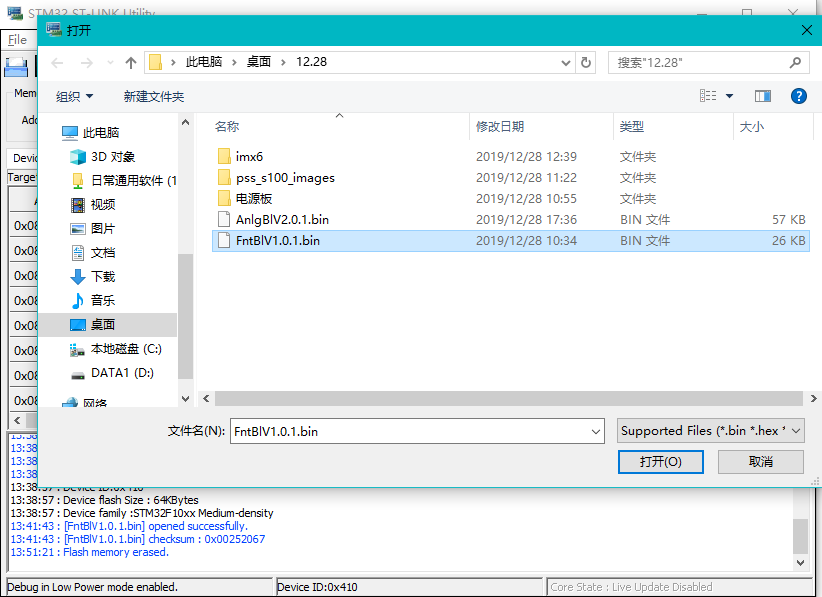 STM32 ST-LINK Utility
打开
File
此电脑 › 桌面 › 12.28
搜索"12.28"
组织
新建文件夹
Mem
Add
Devic
Targe
名称
修改日期
类型
大小
此电脑
3D 对象
日常通用软件 (1
视频
图片
文档
下载
音乐
桌面
本地磁盘 (C:)
DATA1 (D:)
网络
imx6 2019/12/28 12:39 文件夹
pss_s100_images 2019/12/28 11:22 文件夹
电源板 2019/12/28 10:55 文件夹
AnlgBlV2.0.1.bin 2019/12/28 17:36 BIN 文件 57 KB
FntBlV1.0.1.bin 2019/12/28 10:34 BIN 文件 26 KB
0x08
0x08
0x08
0x08
0x08
0x08
0x08
0x08
文件名(N):
FntBlV1.0.1.bin
Supported Files (*.bin *.hex *
打开(O)
取消
13:38
13:38
13:38
13:38
13:38:57 : Device ID:0x410
13:38:57 : Device flash Size : 64KBytes
13:38:57 : Device family :STM32F10xx Medium-density
13:41:43 : [FntBlV1.0.1.bin] opened successfully.
13:41:43 : [FntBlV1.0.1.bin] checksum : 0x00252067
13:51:21 : Flash memory erased.
Debug in Low Power mode enabled.
Device ID:0x410
Core State : Live Update Disabled